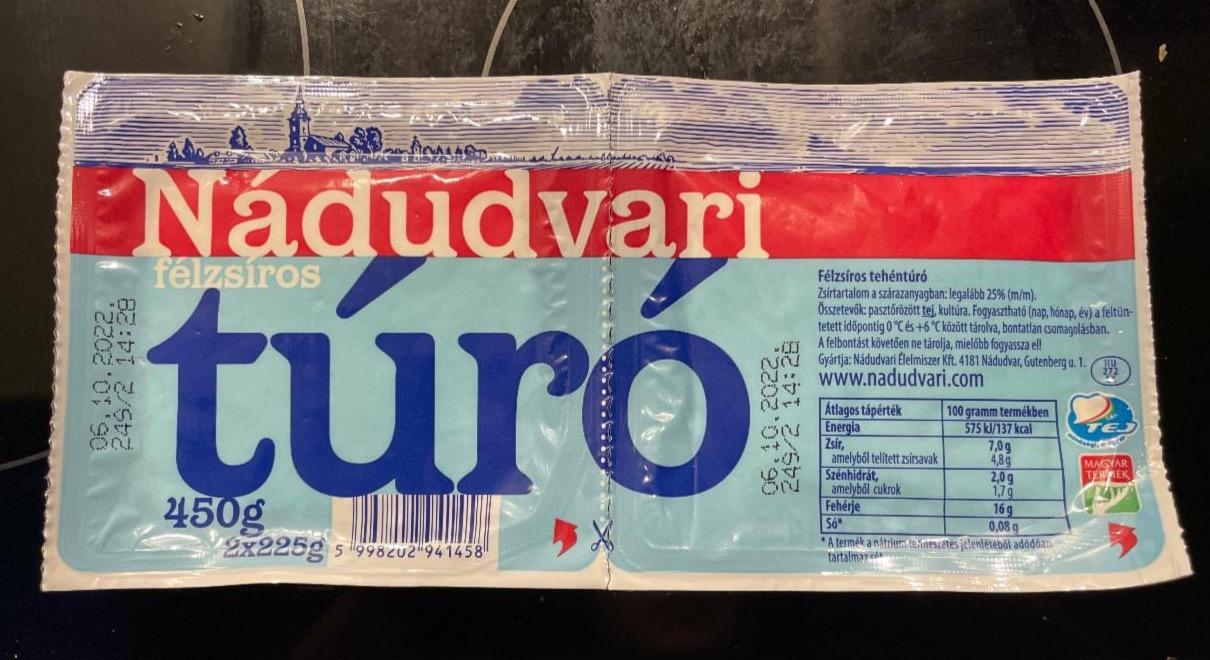 Nádudvari
félzsíros
túró
06.10.2022.
249/2 14:28
450g
2x225g
5 998202 941458
06.10.2022.
249/2 14:28
Félzsíros tehéntúró
Zsírtartalom a szárazanyagban: legalább 25% (m/m).
Összetevők: pasztőrözött tej, kultúra. Fogyasztható (nap, hónap, év) a feltün-
tetett időpontig 0 °C és +6 °C között tárolva, bontatlan csomagolásban.
A felbontást követően ne tárolja, mielőbb fogyassza el!
Gyártja: Nádudvari Élelmiszer Kft. 4181 Nádudvar, Gutenberg u. 1.
www.nadudvari.com
HU
272
Átlagos tápérték 100 gramm termékben
Energia 575 kJ/137 kcal
Zsír, 7,0 g
amelyből telített zsírsavak 4,8 g
Szénhidrát, 2,0 g
amelyből cukrok 1,7 g
Fehérje 16 g
Só* 0,08 g
* A termék a nátrium természetes jelenlétéből adódóan
tartalmaz sót.
TEJ
MAGYAR
TERMÉK